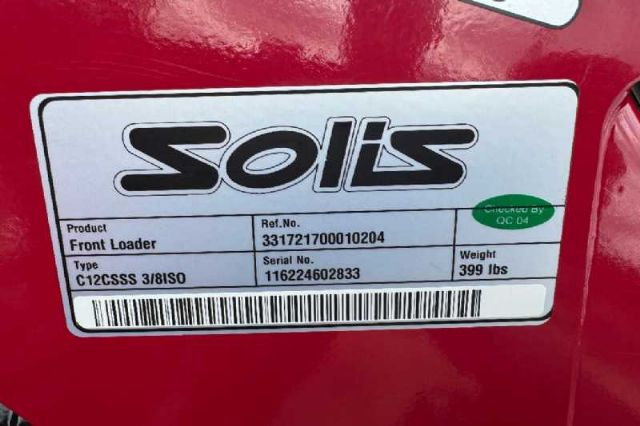 Solis
Checked By
QC 04
Product
Front Loader
Ref.No.
331721700010204
Type
C12CSSS 3/8ISO
Serial No.
116224602833
Weight
399 lbs